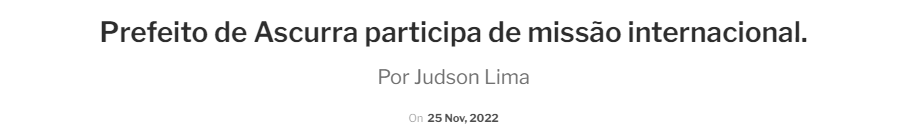 Prefeito de Ascurra participa de missão internacional.
Por Judson Lima
On 25 Nov, 2022